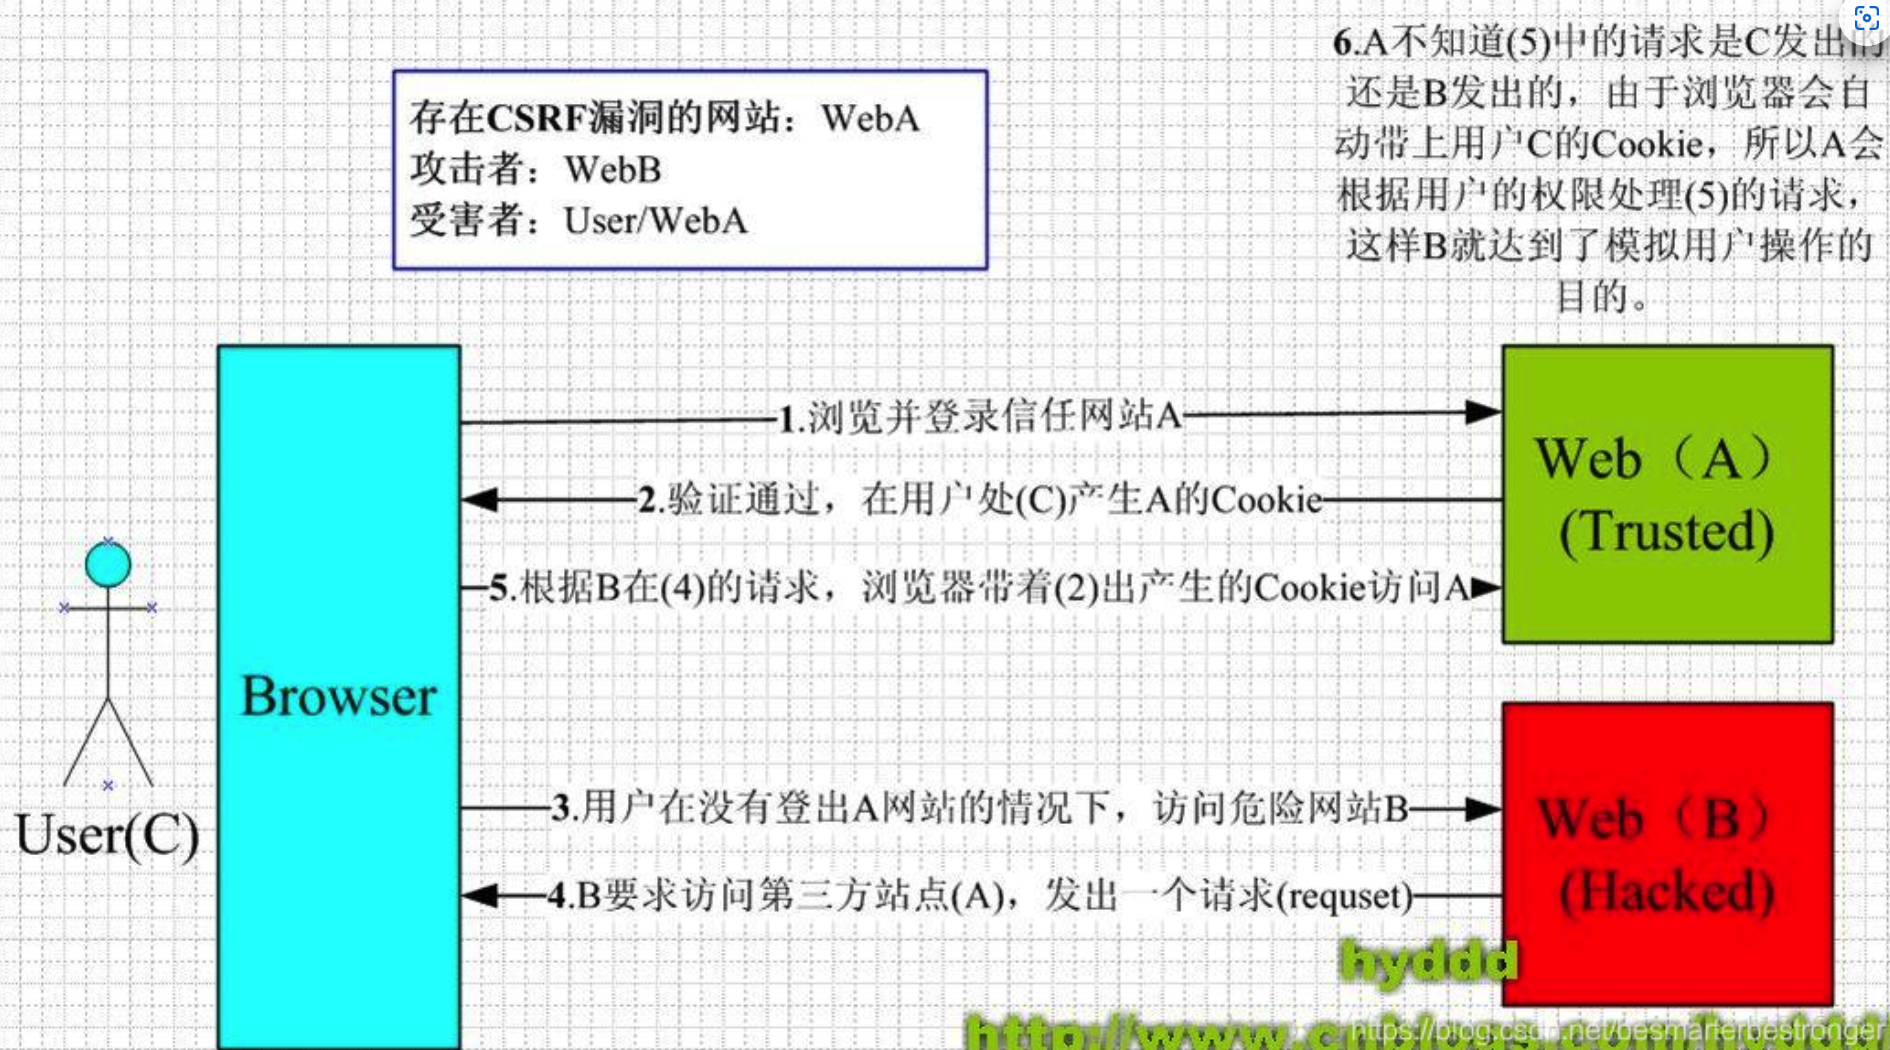 6.A不知道(5)中的请求是C发出的
还是B发出的，由于浏览器会自
动带上用户C的Cookie，所以A会
根据用户的权限处理(5)的请求，
这样B就达到了模拟用户操作的
目的。
存在CSRF漏洞的网站：WebA
攻击者：WebB
受害者：User/WebA
1.浏览并登录信任网站A
2.验证通过，在用户处(C)产生A的Cookie
5.根据B在(4)的请求，浏览器带着(2)出产生的Cookie访问A
3.用户在没有登出A网站的情况下，访问危险网站B
4.B要求访问第三方站点(A)，发出一个请求(requset)
Browser
User(C)
Web（A）
(Trusted)
Web（B）
(Hacked)
hyddd
https://blog.csdn.net/besmarterbestronger